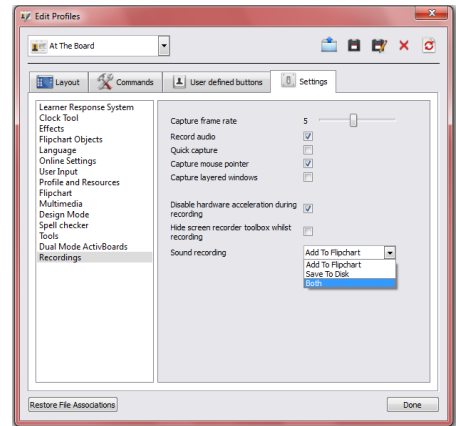 Edit Profiles
At The Board
Layout
Commands
User defined buttons
Settings
Learner Response System
Clock Tool
Effects
Flipchart Objects
Language
Online Settings
User Input
Profile and Resources
Flipchart
Multimedia
Design Mode
Spell checker
Tools
Dual Mode ActivBoards
Recordings
Capture frame rate 5
Record audio
Quick capture
Capture mouse pointer
Capture layered windows
Disable hardware acceleration during
recording
Hide screen recorder toolbox whilst
recording
Sound recording Add To Flipchart
Add To Flipchart
Save To Disk
Both
Restore File Associations
Done